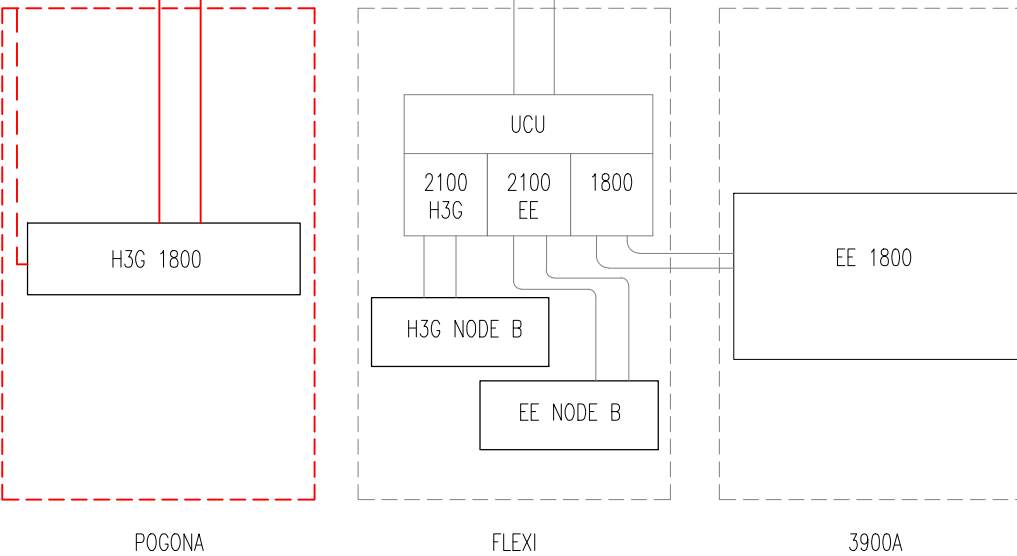 UCU
2100
H3G
2100
EE
1800
H3G 1800
EE 1800
H3G NODE B
EE NODE B
POGONA
FLEXI
3900A